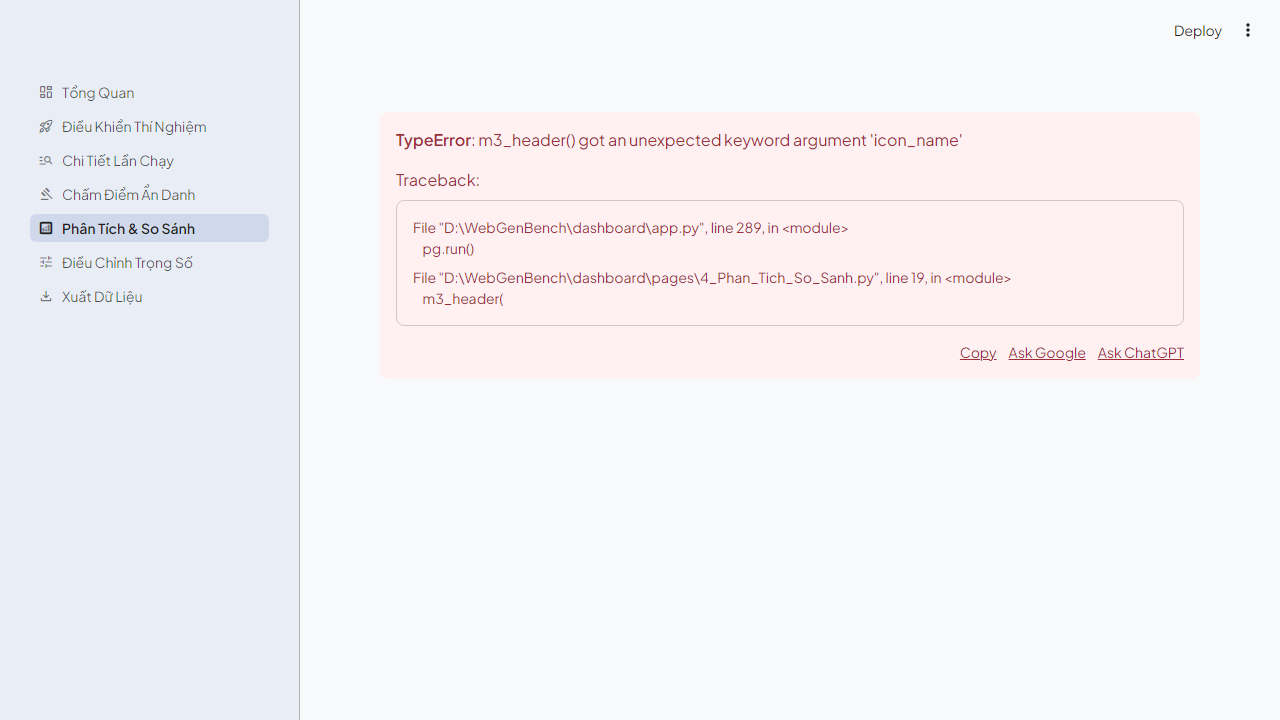 Deploy
Tổng Quan
Điều Khiển Thí Nghiệm
Chi Tiết Lần Chạy
Chấm Điểm Ẩn Danh
Phân Tích & So Sánh
Điều Chỉnh Trọng Số
Xuất Dữ Liệu
TypeError: m3_header() got an unexpected keyword argument 'icon_name'
Traceback:
File "D:\WebGenBench\dashboard\app.py", line 289, in <module>
pg.run()
File "D:\WebGenBench\dashboard\pages\4_Phan_Tich_So_Sanh.py", line 19, in <module>
m3_header(
Copy Ask Google Ask ChatGPT